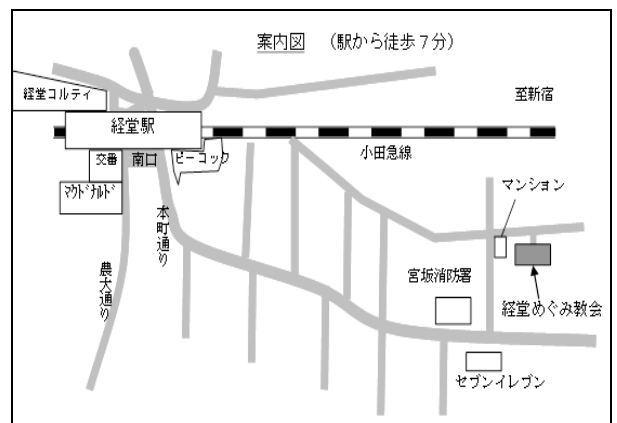 案内図 （駅から徒歩７分）
経堂コルティ
至新宿
経堂駅
小田急線
交番
南口
ピーコック
マクドナルド
マンション
本町通り
農大通り
宮坂消防署
経堂めぐみ教会
セブンイレブン